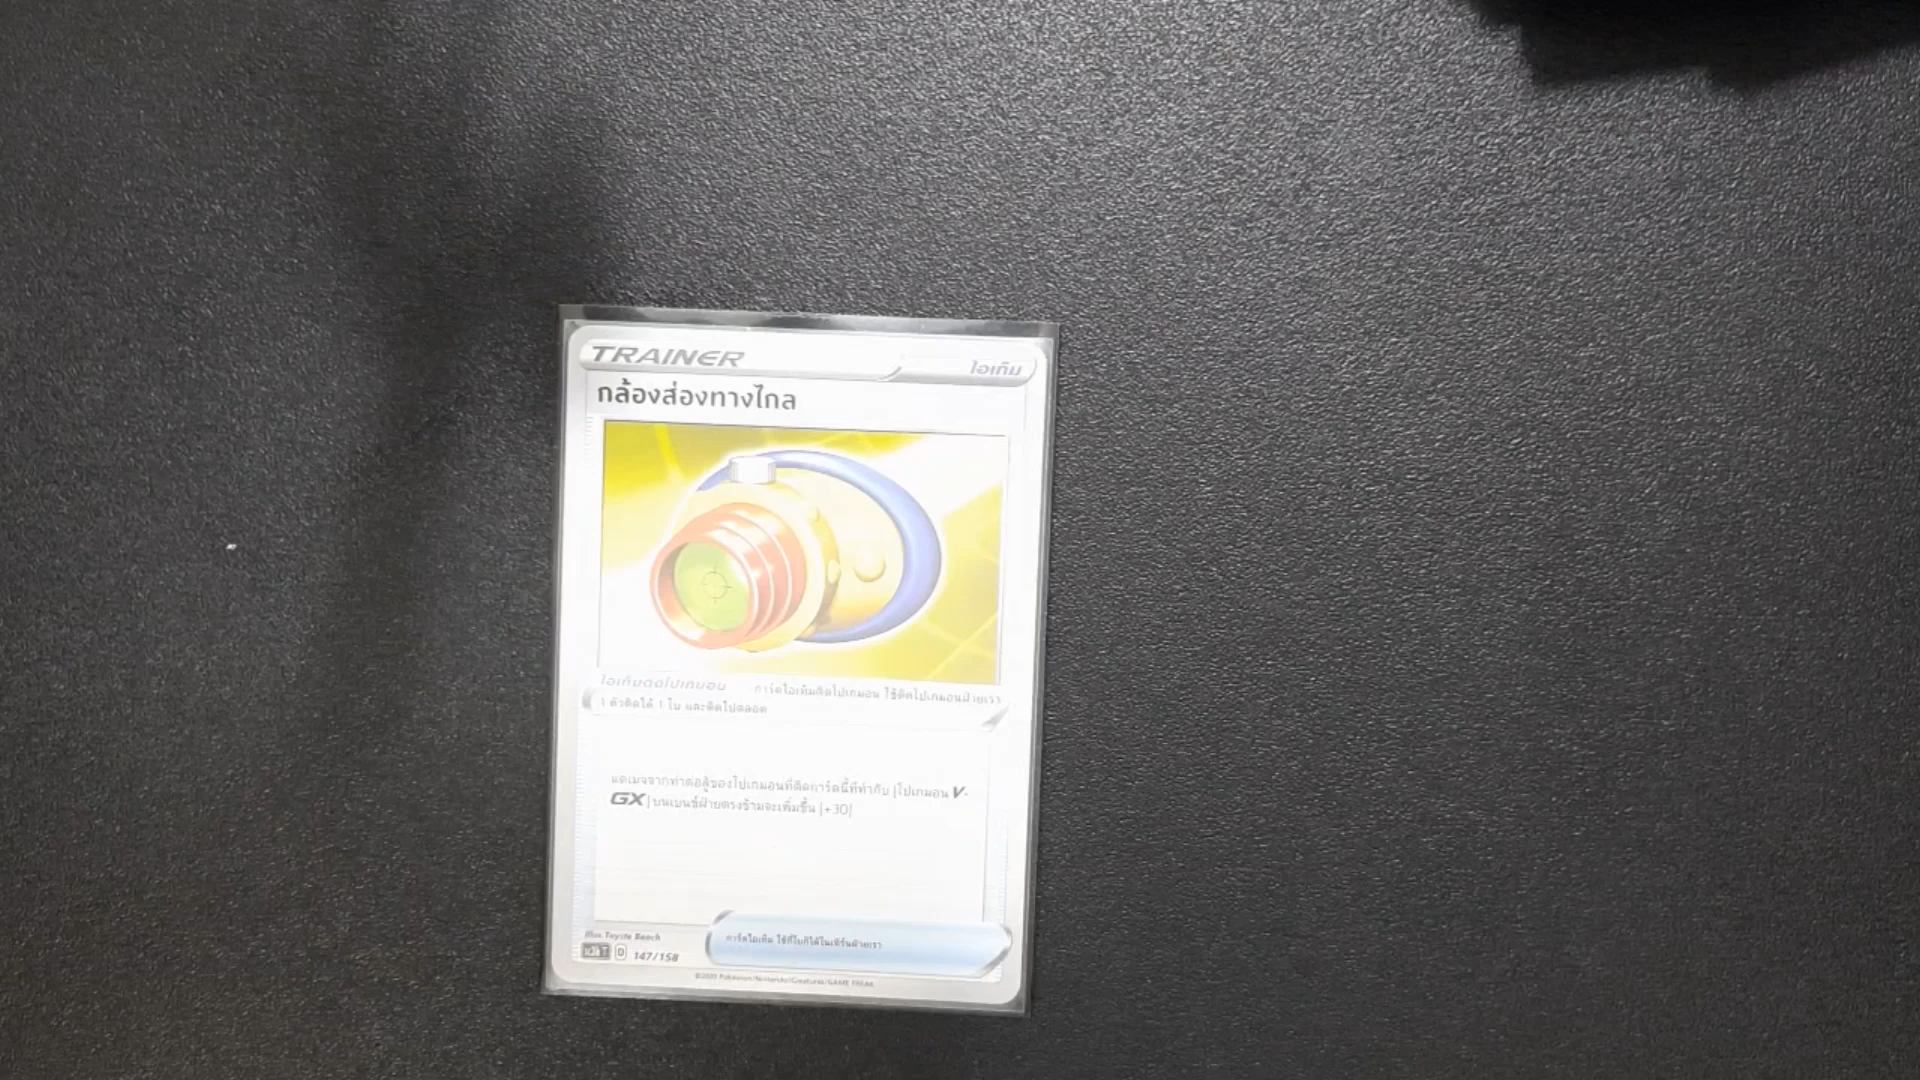 TRAINER
ไอเท็ม
กล้องส่องทางไกล
ไอเท็มติดโปเกมอน การ์ดไอเท็มติดโปเกมอน ใช้ติดโปเกมอนฝ่ายเรา
1 ตัวติดได้ 1 ใบ และติดไปตลอด
แดเมจจากท่าต่อสู้ของโปเกมอนที่ติดการ์ดนี้ที่ทำกับ [โปเกมอน V-
GX] บนเบนช์ฝ่ายตรงข้ามจะเพิ่มขึ้น [+30]
Illus. Toyste Beach
การ์ดไอเท็ม ใช้กี่ใบก็ได้ในเทิร์นฝ่ายเรา
D 147/158
Pokémon/Nintendo/Creatures/GAME FREAK